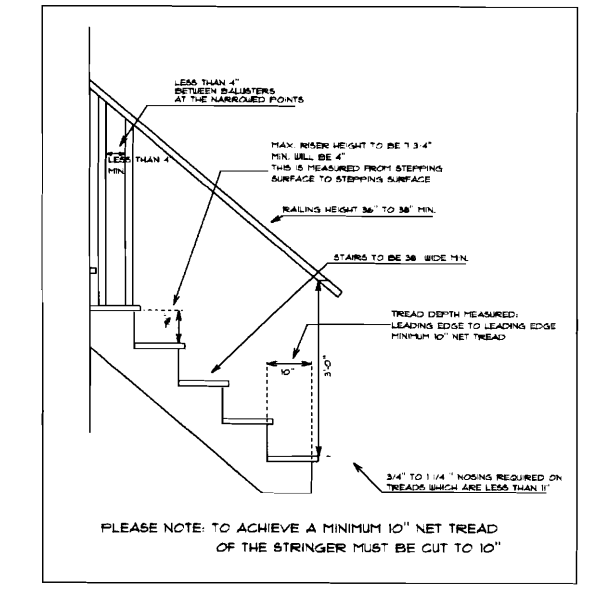 LESS THAN 4"
BETWEEN BALUSTERS
AT THE NARROWED POINTS
LESS THAN 4"
MIN.
MAX. RISER HEIGHT TO BE 7 3/4"
MIN. WILL BE 4"
THIS IS MEASURED FROM STEPPING
SURFACE TO STEPPING SURFACE
RAILING HEIGHT 36" TO 38" MIN.
STAIRS TO BE 38 WIDE MIN.
TREAD DEPTH MEASURED:
LEADING EDGE TO LEADING EDGE
MINIMUM 10" NET TREAD
10"
3'-0"
3/4" TO 1 1/4 " NOSING REQUIRED ON
TREADS WHICH ARE LESS THAN 11"
PLEASE NOTE: TO ACHIEVE A MINIMUM 10" NET TREAD
OF THE STRINGER MUST BE CUT TO 10"